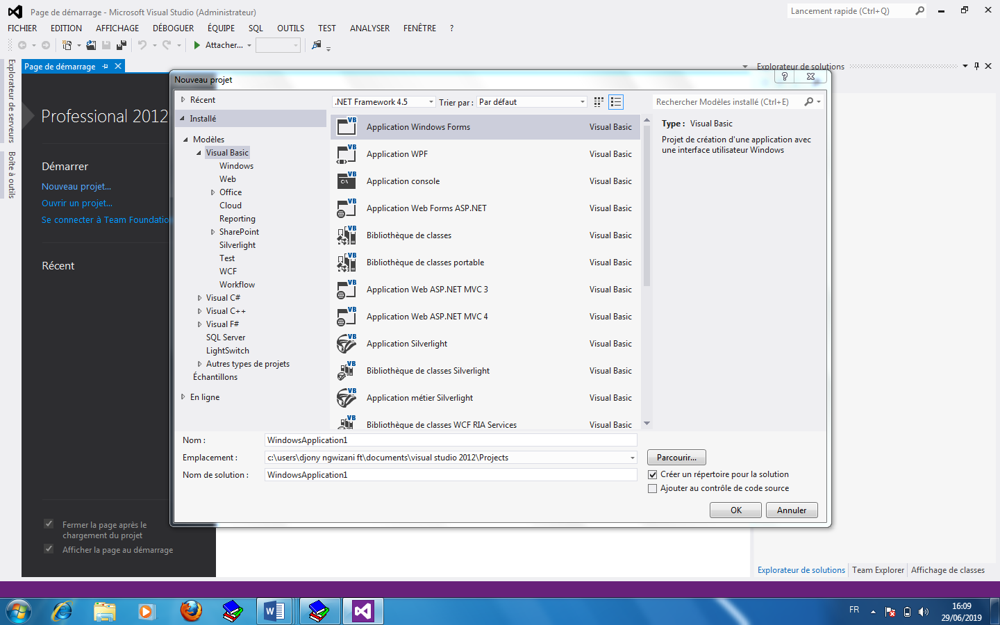 Page de démarrage - Microsoft Visual Studio (Administrateur)
Lancement rapide (Ctrl+Q)
FICHIER EDITION AFFICHAGE DÉBOGUER ÉQUIPE SQL OUTILS TEST ANALYSER FENÊTRE ?
Attacher...
Explorateur de serveurs
Boîte à outils
Page de démarrage
Explorateur de solutions
Professional 2012
Démarrer
Nouveau projet...
Ouvrir un projet...
Se connecter à Team Foundatio
Récent
Fermer la page après le
chargement du projet
Afficher la page au démarrage
Nouveau projet
?
Récent
Installé
Modèles
Visual Basic
Windows
Web
Office
Cloud
Reporting
SharePoint
Silverlight
Test
WCF
Workflow
Visual C#
Visual C++
Visual F#
SQL Server
LightSwitch
Autres types de projets
Échantillons
En ligne
.NET Framework 4.5 Trier par : Par défaut
Rechercher Modèles installé (Ctrl+E)
VB Application Windows Forms Visual Basic
VB Application WPF Visual Basic
VB C:\ Application console Visual Basic
VB Application Web Forms ASP.NET Visual Basic
VB Bibliothèque de classes Visual Basic
VB Bibliothèque de classes portable Visual Basic
VB Application Web ASP.NET MVC 3 Visual Basic
VB Application Web ASP.NET MVC 4 Visual Basic
VB Application Silverlight Visual Basic
VB Bibliothèque de classes Silverlight Visual Basic
VB Application métier Silverlight Visual Basic
VB Bibliothèque de classes WCF RIA Services Visual Basic
Type : Visual Basic
Projet de création d'une application avec
une interface utilisateur Windows
Nom : WindowsApplication1
Emplacement : c:\users\djony ngwizani ft\documents\visual studio 2012\Projects
Parcourir...
Nom de solution : WindowsApplication1
Créer un répertoire pour la solution
Ajouter au contrôle de code source
OK Annuler
Explorateur de solutions Team Explorer Affichage de classes
FR
16:09
29/06/2019